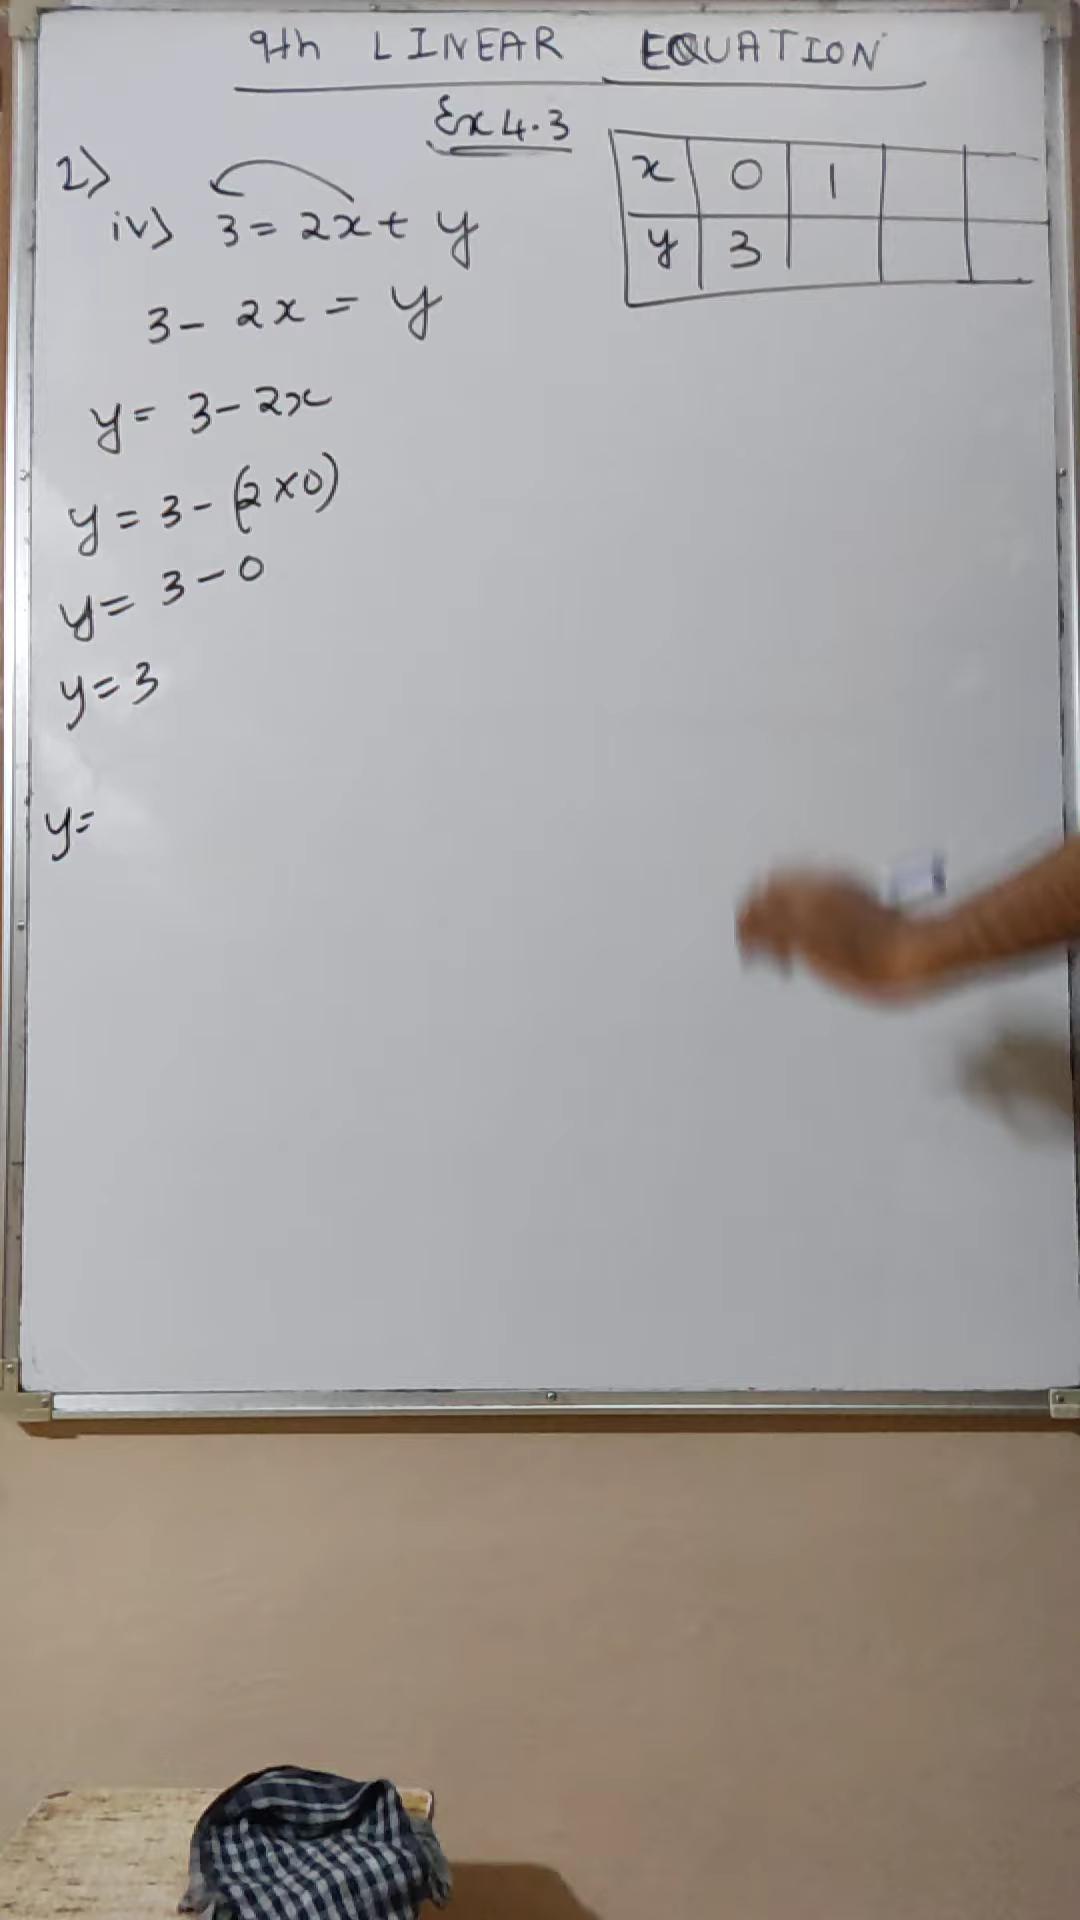 9th LINEAR EQUATION
Ex 4.3
2)
iv) 3 = 2x + y
3 - 2x = y
y = 3 - 2x
y = 3 - (2 × 0)
y = 3 - 0
y = 3
y =
x 0 1
y 3